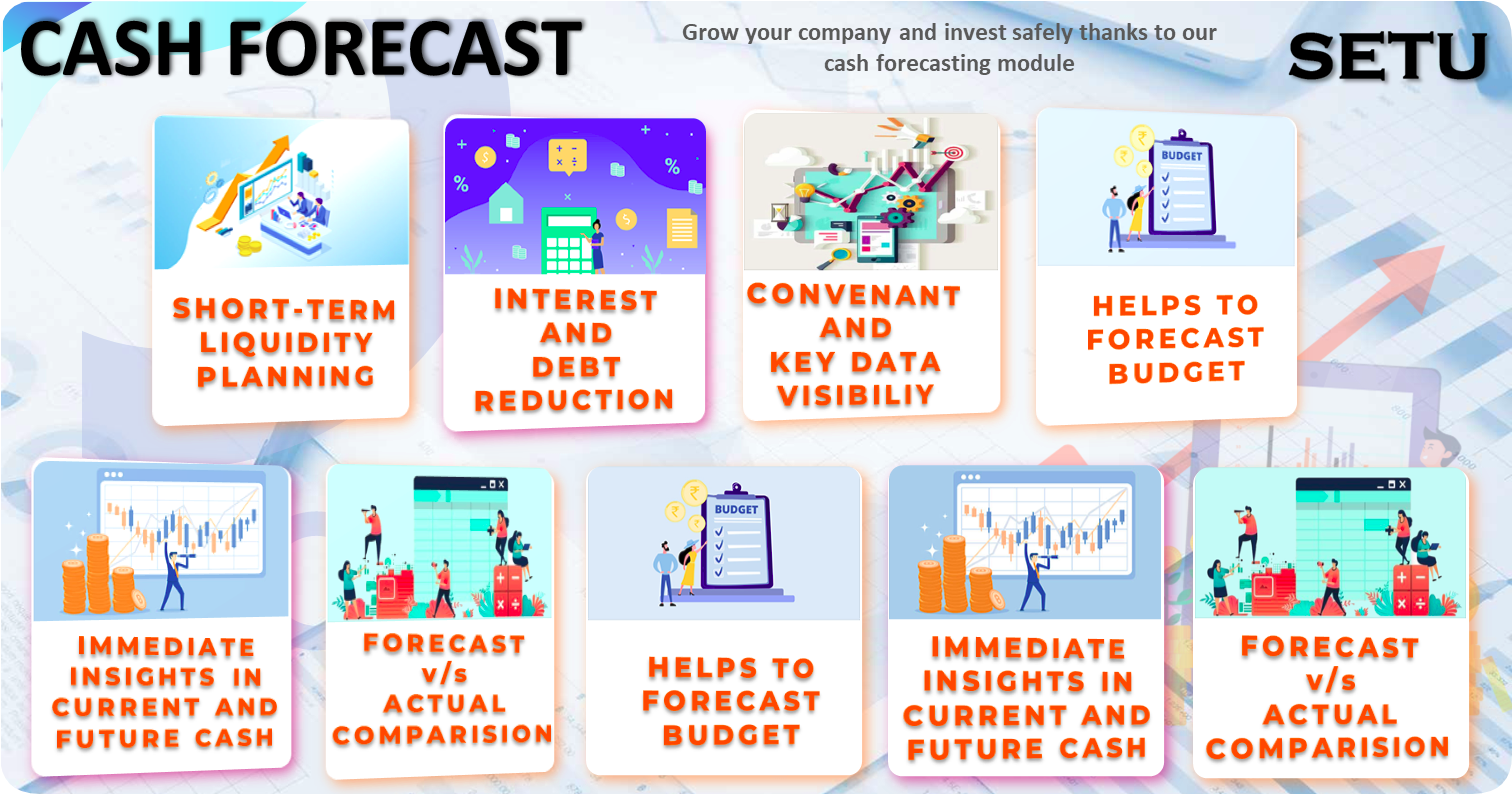 CASH FORECAST
Grow your company and invest safely thanks to our
cash forecasting module
SETU
SHORT-TERM
LIQUIDITY
PLANNING
INTEREST
AND
DEBT
REDUCTION
CONVENANT
AND
KEY DATA
VISIBILIY
BUDGET
HELPS TO
FORECAST
BUDGET
IMMEDIATE
INSIGHTS IN
CURRENT AND
FUTURE CASH
FORECAST
v/s
ACTUAL
COMPARISION
BUDGET
HELPS TO
FORECAST
BUDGET
IMMEDIATE
INSIGHTS IN
CURRENT AND
FUTURE CASH
FORECAST
v/s
ACTUAL
COMPARISION